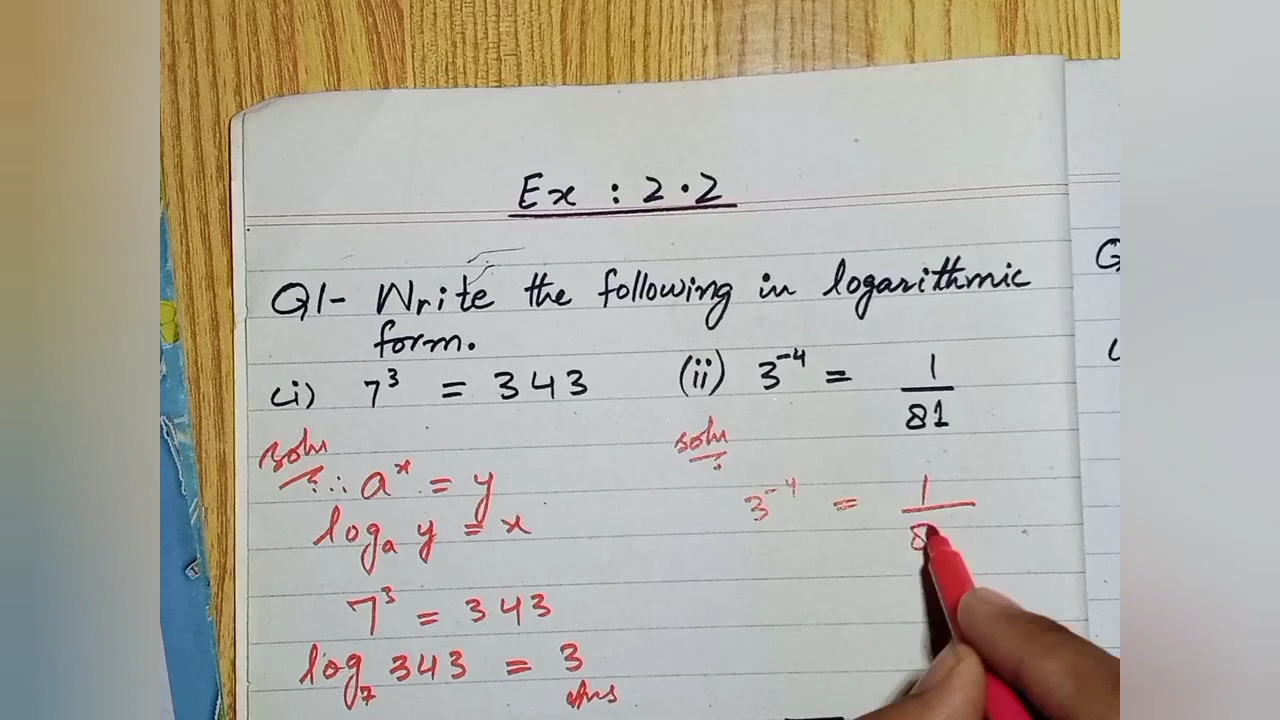 Ex : 2.2
Q1- Write the following in logarithmic
form.
(i) 7³ = 343 (ii) 3⁻⁴ = 1/81
Soln Soln
∴ aˣ = y 3⁻⁴ = 1/8
logₐ y = x
7³ = 343
log₇ 343 = 3
Ans